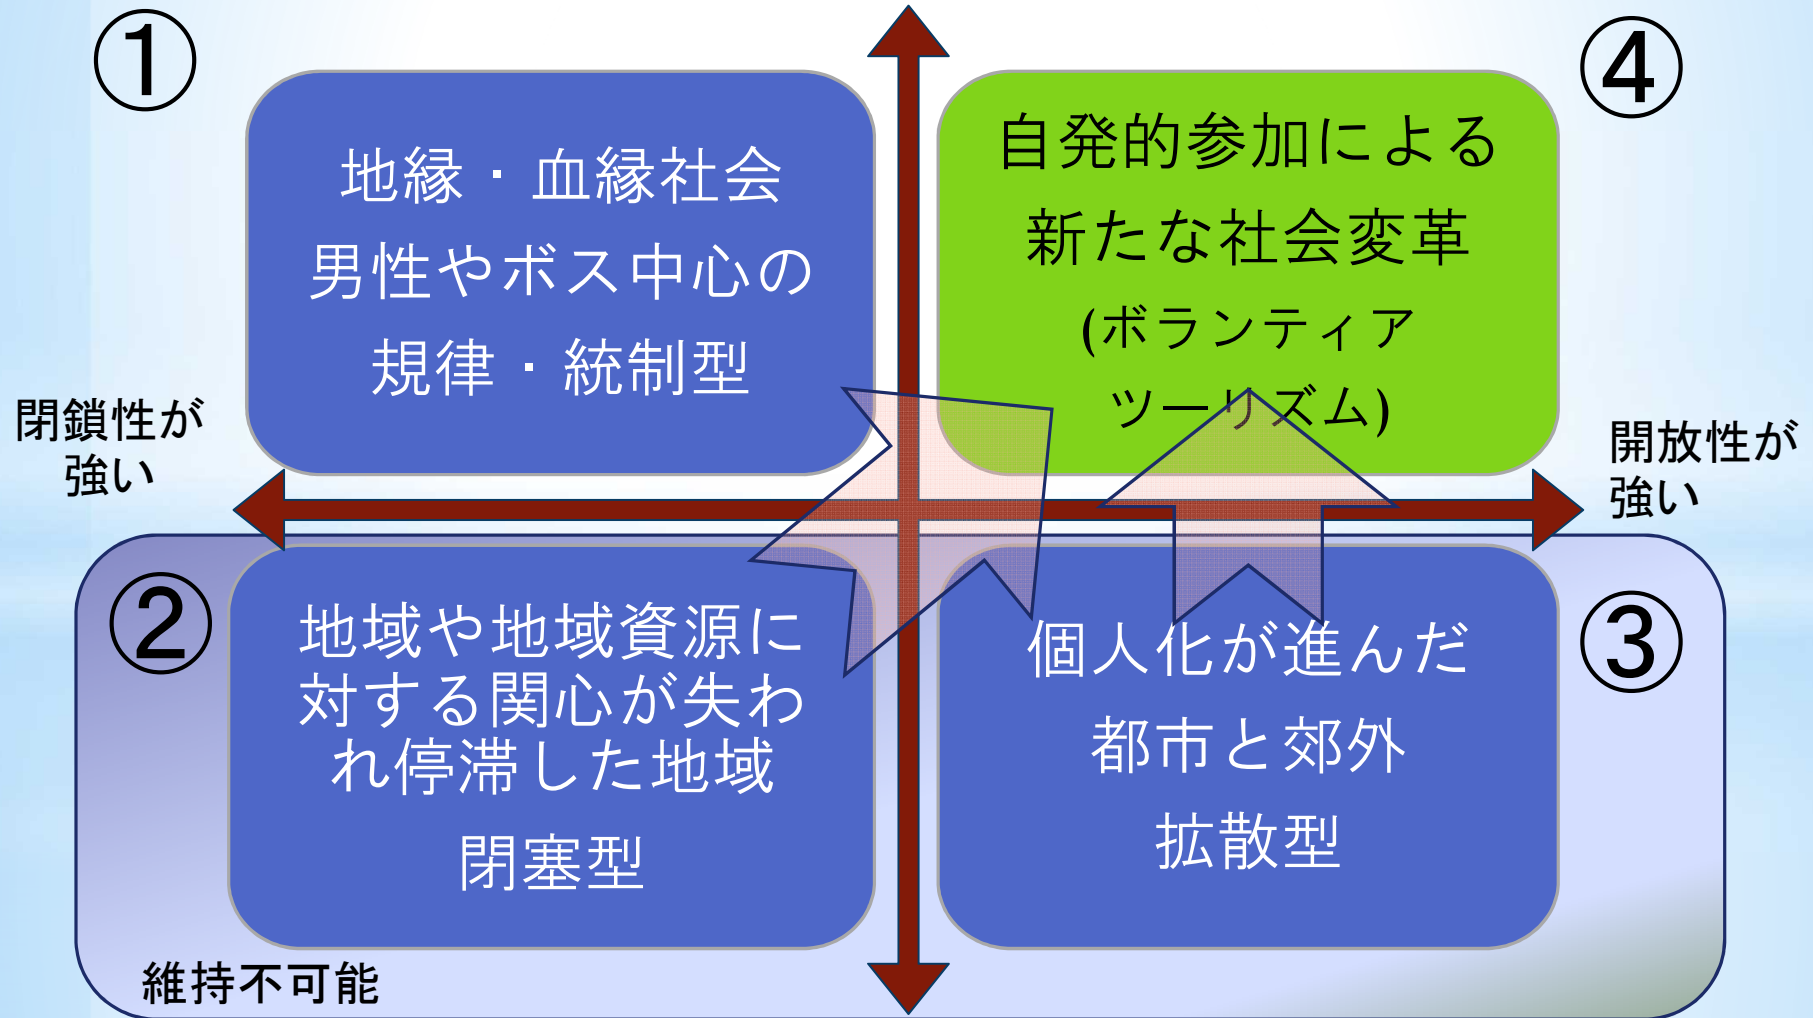 ①
地縁・血縁社会
男性やボス中心の
規律・統制型
④
自発的参加による
新たな社会変革
(ボランティア
ツーリズム)
閉鎖性が
強い
開放性が
強い
②
地域や地域資源に
対する関心が失わ
れ停滞した地域
閉塞型
③
個人化が進んだ
都市と郊外
拡散型
維持不可能